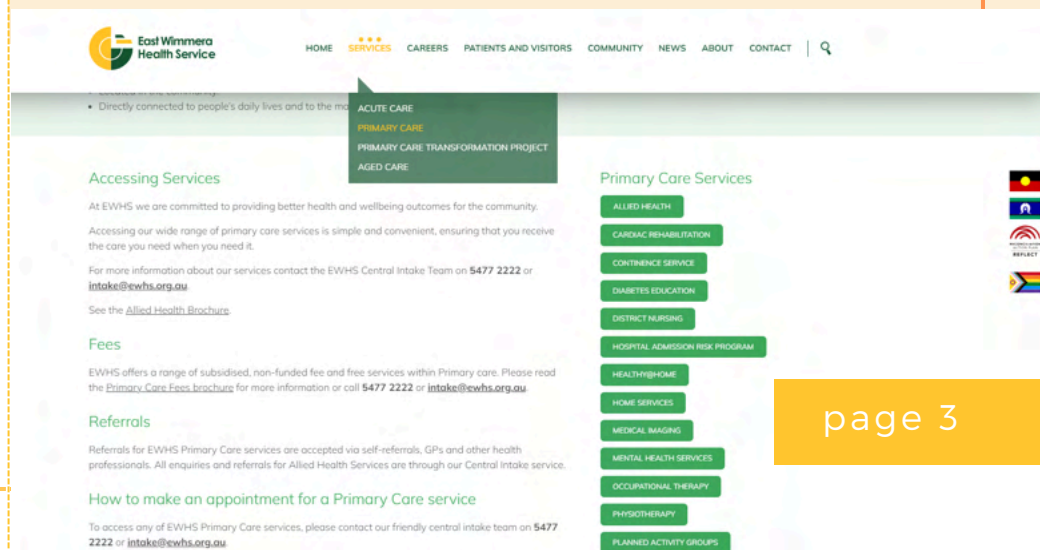 East Wimmera
Health Service
HOME SERVICES CAREERS PATIENTS AND VISITORS COMMUNITY NEWS ABOUT CONTACT
• Located in the community.
• Directly connected to people's daily lives and to the
ACUTE CARE
PRIMARY CARE
PRIMARY CARE TRANSFORMATION PROJECT
AGED CARE
Accessing Services
At EWHS we are committed to providing better health and wellbeing outcomes for the community.
Accessing our wide range of primary care services is simple and convenient, ensuring that you receive
the care you need when you need it.
For more information about our services contact the EWHS Central Intake Team on 5477 2222 or
intake@ewhs.org.au.
See the Allied Health Brochure.
Fees
EWHS offers a range of subsidised, non-funded fee and free services within Primary care. Please read
the Primary Care Fees brochure for more information or call 5477 2222 or intake@ewhs.org.au.
Referrals
Referrals for EWHS Primary Care services are accepted via self-referrals, GPs and other health
professionals. All enquiries and referrals for Allied Health Services are through our Central Intake service.
How to make an appointment for a Primary Care service
To access any of EWHS Primary Care services, please contact our friendly central intake team on 5477
2222 or intake@ewhs.org.au.
Primary Care Services
ALLIED HEALTH
CARDIAC REHABILITATION
CONTINENCE SERVICE
DIABETES EDUCATION
DISTRICT NURSING
HOSPITAL ADMISSION RISK PROGRAM
HEALTHY@HOME
HOME SERVICES
MEDICAL IMAGING
MENTAL HEALTH SERVICES
OCCUPATIONAL THERAPY
PHYSIOTHERAPY
PLANNED ACTIVITY GROUPS
REFLECT
page 3